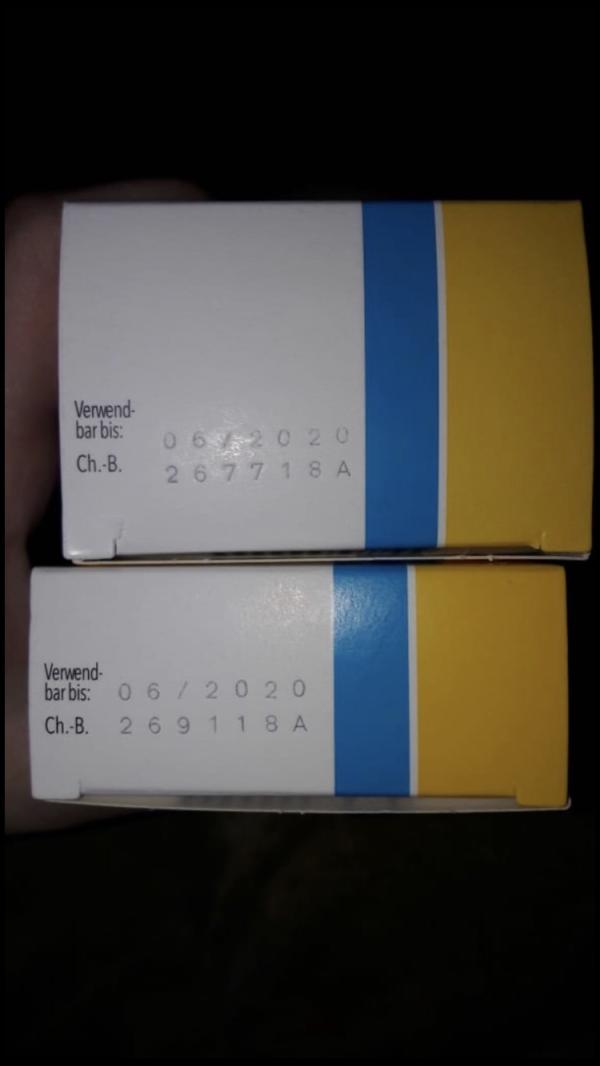 Verwend-
bar bis: 06/2020
Ch.-B. 267718A
Verwend-
bar bis: 06/2020
Ch.-B. 269118A